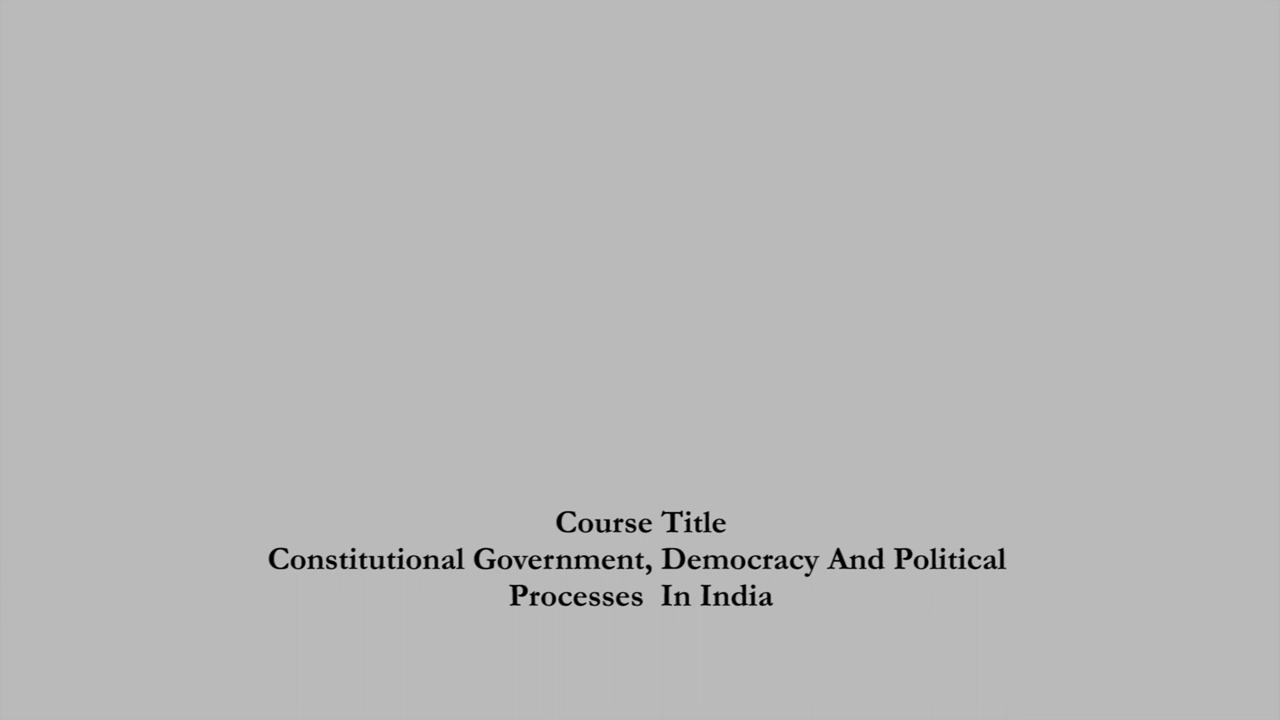 Course Title
Constitutional Government, Democracy And Political
Processes In India